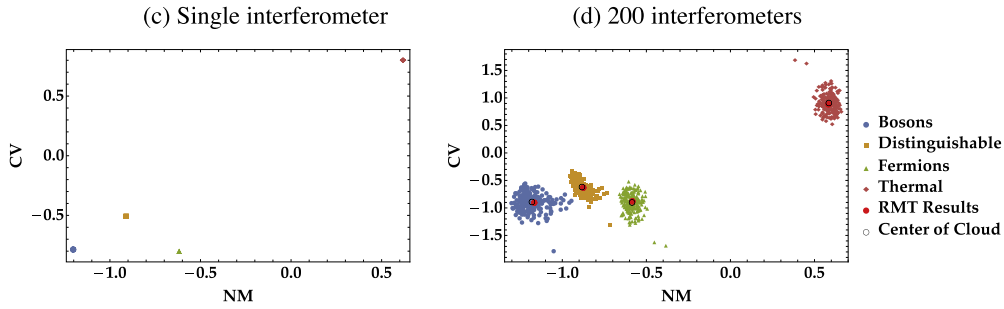 (c) Single interferometer
0.5
0.0
−0.5
CV
−1.0
−0.5
0.0
0.5
NM
(d) 200 interferometers
1.5
1.0
0.5
0.0
−0.5
−1.0
−1.5
CV
−1.0
−0.5
0.0
0.5
NM
Bosons
Distinguishable
Fermions
Thermal
RMT Results
Center of Cloud